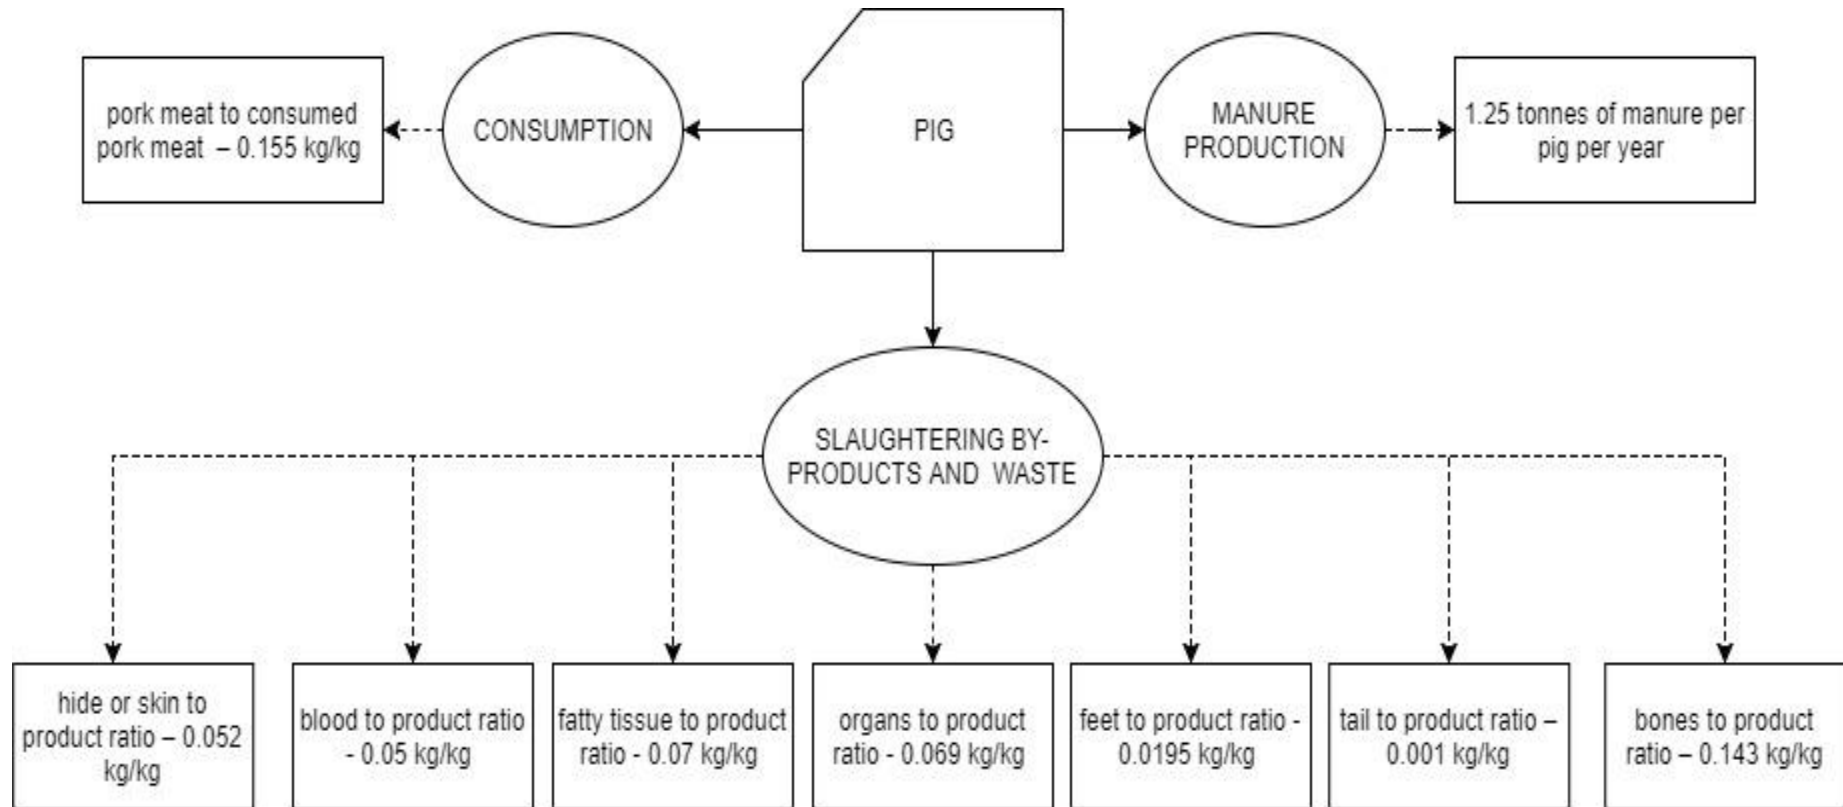 pork meat to consumed
pork meat – 0.155 kg/kg
CONSUMPTION
PIG
MANURE
PRODUCTION
1.25 tonnes of manure per
pig per year
SLAUGHTERING BY-
PRODUCTS AND WASTE
hide or skin to
product ratio – 0.052
kg/kg
blood to product ratio
- 0.05 kg/kg
fatty tissue to product
ratio - 0.07 kg/kg
organs to product
ratio - 0.069 kg/kg
feet to product ratio -
0.0195 kg/kg
tail to product ratio –
0.001 kg/kg
bones to product
ratio – 0.143 kg/kg